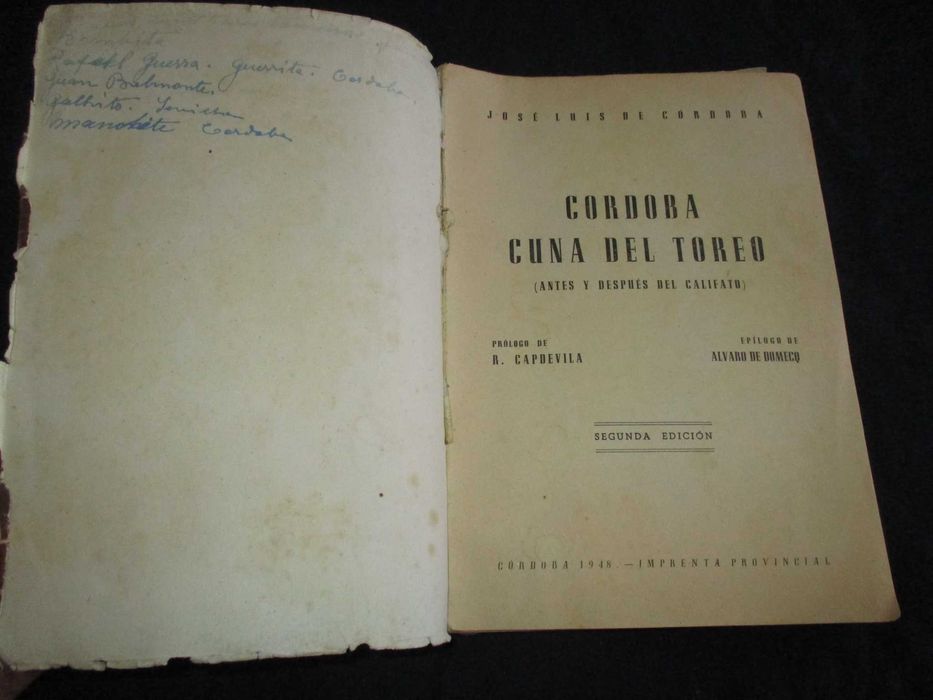 Bombita
Rafael Guerra. Guerrita. Cordoba.
Juan Belmonte.
Gallito. Sevilla
Manolete Cordoba
JOSÉ LUIS DE CÓRDOBA
CORDOBA
CUNA DEL TOREO
(ANTES Y DESPUÉS DEL CALIFATO)
PRÓLOGO DE
R. CAPDEVILA
EPÍLOGO DE
ALVARO DE DOMECQ
SEGUNDA EDICIÓN
CÓRDOBA 1948.—IMPRENTA PROVINCIAL